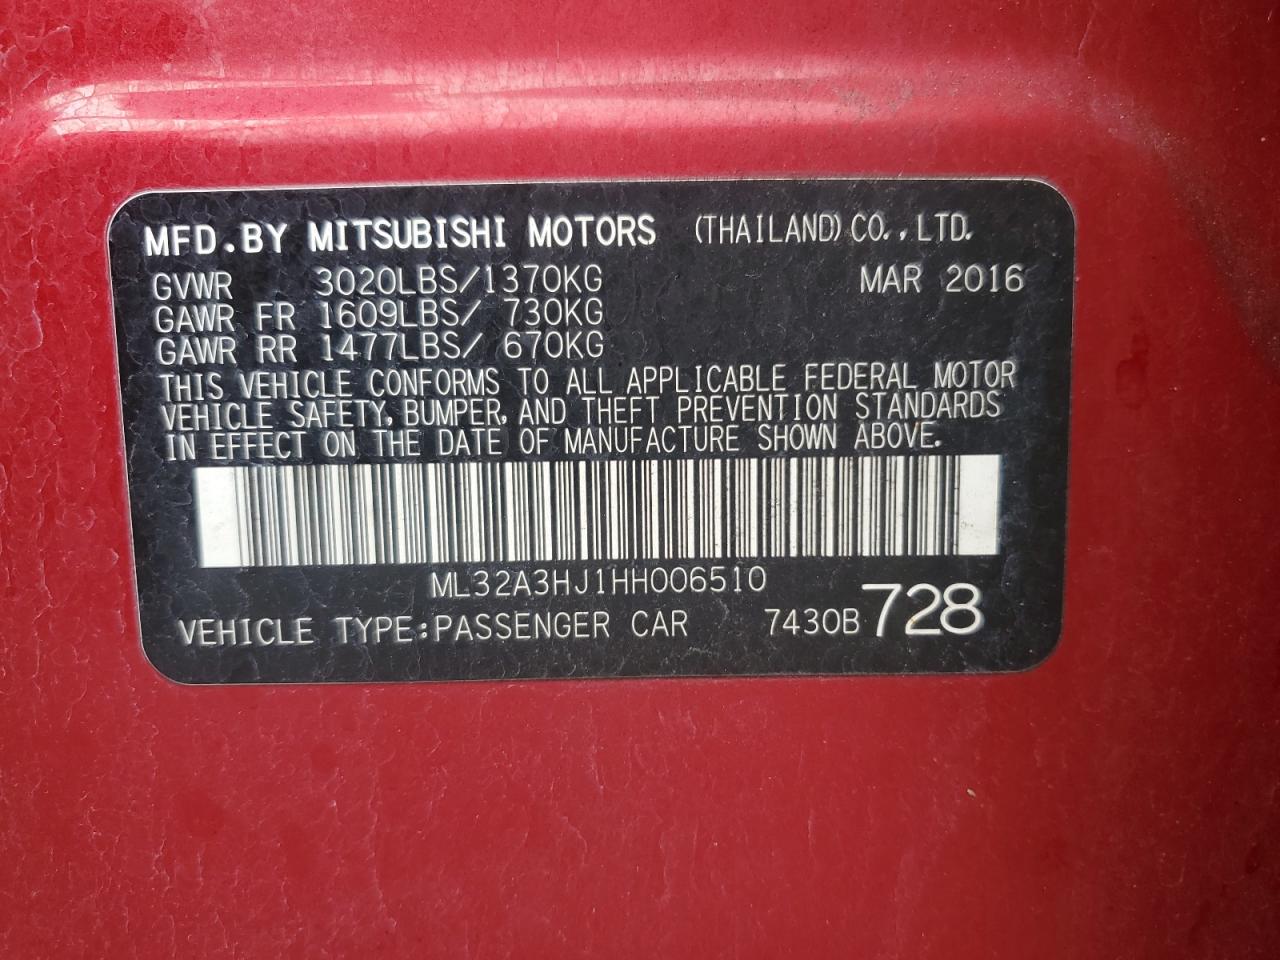 MFD.BY MITSUBISHI MOTORS (THAILAND) CO., LTD.
GVWR 3020LBS/1370KG MAR 2016
GAWR FR 1609LBS/ 730KG
GAWR RR 1477LBS/ 670KG
THIS VEHICLE CONFORMS TO ALL APPLICABLE FEDERAL MOTOR
VEHICLE SAFETY, BUMPER, AND THEFT PREVENTION STANDARDS
IN EFFECT ON THE DATE OF MANUFACTURE SHOWN ABOVE.
ML32A3HJ1HH006510
VEHICLE TYPE:PASSENGER CAR 7430B 728